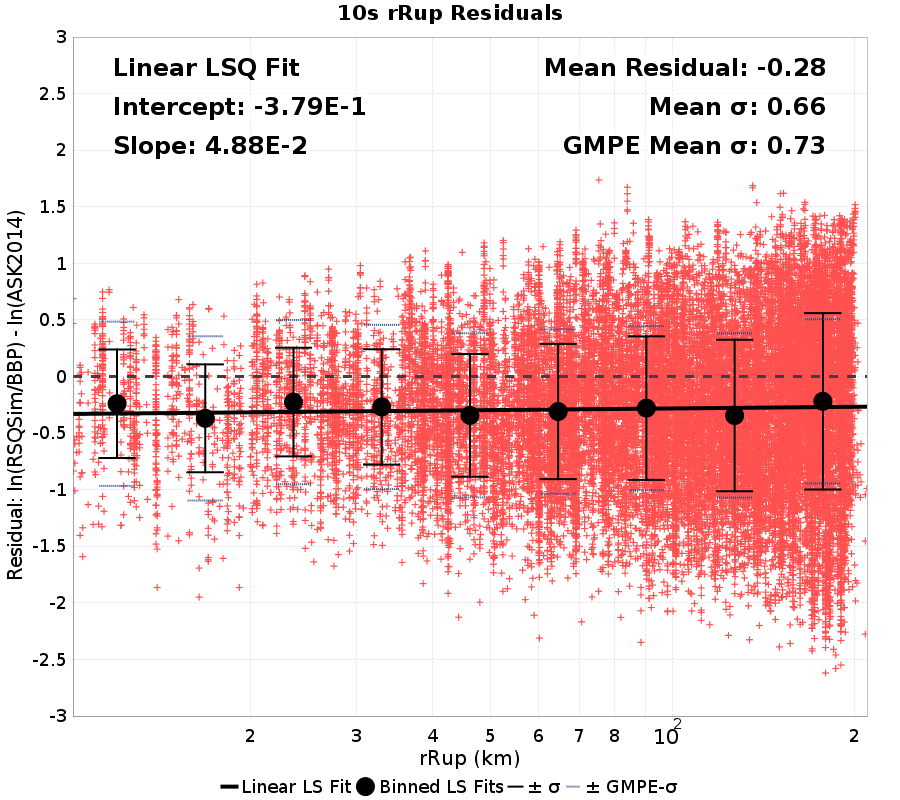 10s rRup Residuals
Linear LSQ Fit
Intercept: -3.79E-1
Slope: 4.88E-2
Mean Residual: -0.28
Mean σ: 0.66
GMPE Mean σ: 0.73
Residual: ln(RSQSim/BBP) - ln(ASK2014)
3
2.5
2
1.5
1
0.5
0
-0.5
-1
-1.5
-2
-2.5
-3
2 3 4 5 6 7 8 10² 2
rRup (km)
Linear LS Fit Binned LS Fits ± σ ± GMPE-σ